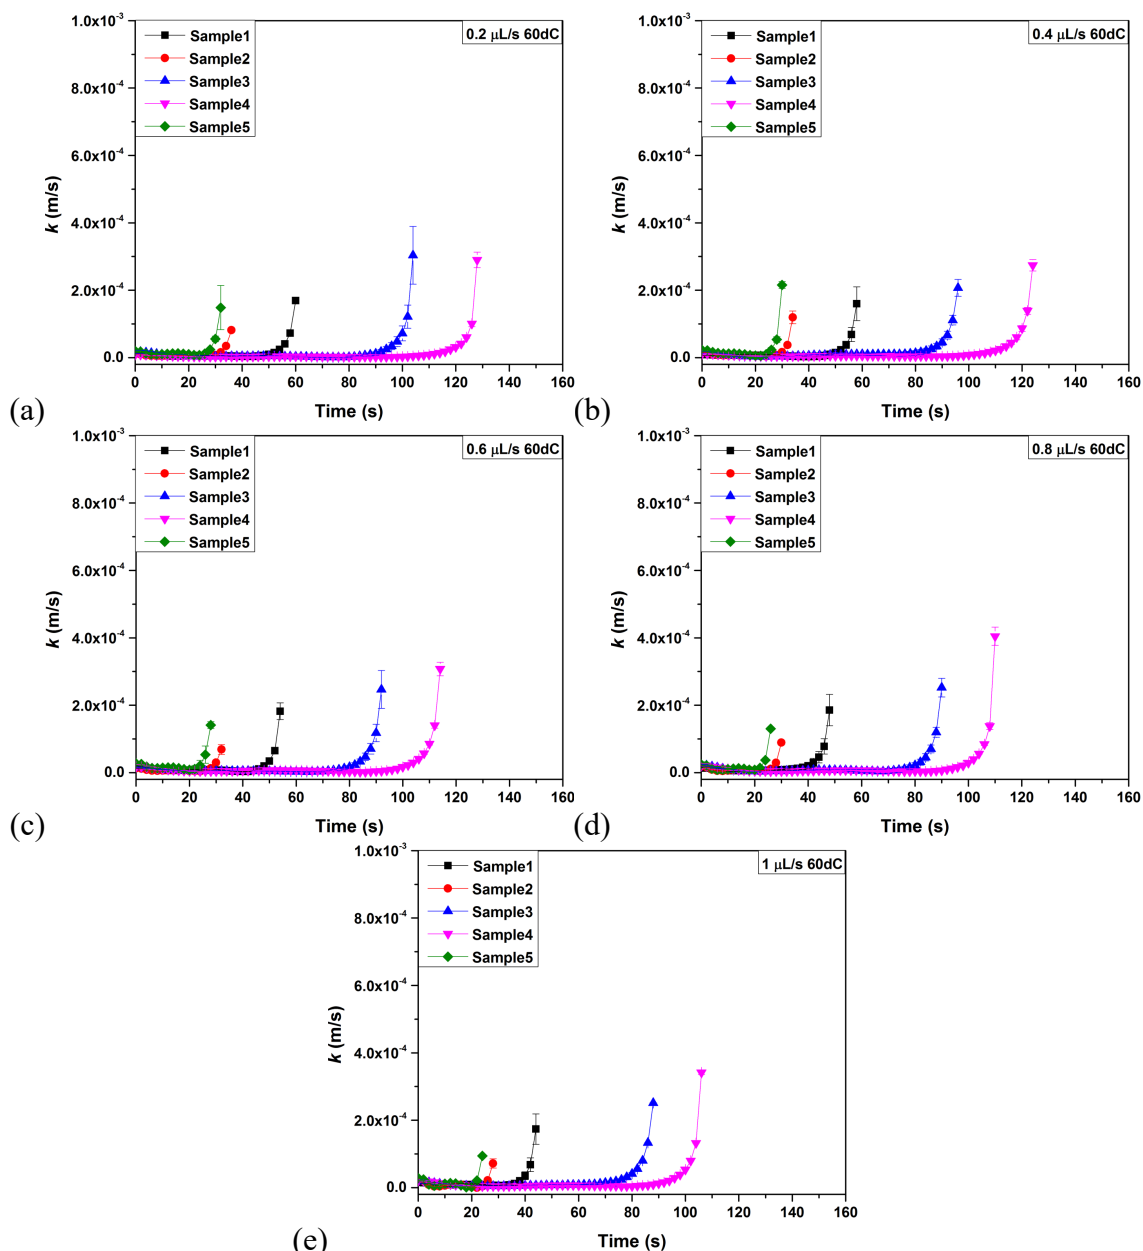 0.2 µL/s 60dC
Sample1
Sample2
Sample3
Sample4
Sample5
1.0x10⁻³
8.0x10⁻⁴
6.0x10⁻⁴
4.0x10⁻⁴
2.0x10⁻⁴
0.0
k (m/s)
0 20 40 60 80 100 120 140 160
Time (s)
(a)
0.4 µL/s 60dC
Sample1
Sample2
Sample3
Sample4
Sample5
1.0x10⁻³
8.0x10⁻⁴
6.0x10⁻⁴
4.0x10⁻⁴
2.0x10⁻⁴
0.0
k (m/s)
0 20 40 60 80 100 120 140 160
Time (s)
(b)
0.6 µL/s 60dC
Sample1
Sample2
Sample3
Sample4
Sample5
1.0x10⁻³
8.0x10⁻⁴
6.0x10⁻⁴
4.0x10⁻⁴
2.0x10⁻⁴
0.0
k (m/s)
0 20 40 60 80 100 120 140 160
Time (s)
(c)
0.8 µL/s 60dC
Sample1
Sample2
Sample3
Sample4
Sample5
1.0x10⁻³
8.0x10⁻⁴
6.0x10⁻⁴
4.0x10⁻⁴
2.0x10⁻⁴
0.0
k (m/s)
0 20 40 60 80 100 120 140 160
Time (s)
(d)
1 µL/s 60dC
Sample1
Sample2
Sample3
Sample4
Sample5
1.0x10⁻³
8.0x10⁻⁴
6.0x10⁻⁴
4.0x10⁻⁴
2.0x10⁻⁴
0.0
k (m/s)
0 20 40 60 80 100 120 140 160
Time (s)
(e)